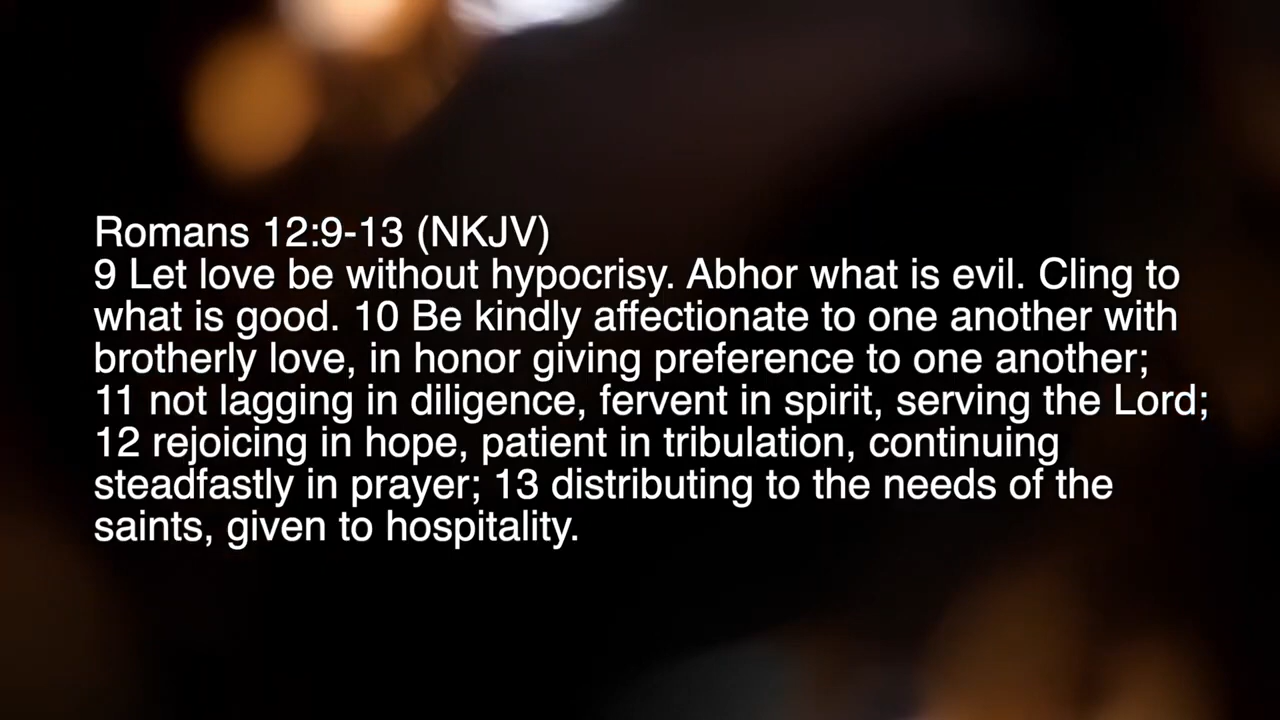 Romans 12:9-13 (NKJV)
9 Let love be without hypocrisy. Abhor what is evil. Cling to
what is good. 10 Be kindly affectionate to one another with
brotherly love, in honor giving preference to one another;
11 not lagging in diligence, fervent in spirit, serving the Lord;
12 rejoicing in hope, patient in tribulation, continuing
steadfastly in prayer; 13 distributing to the needs of the
saints, given to hospitality.